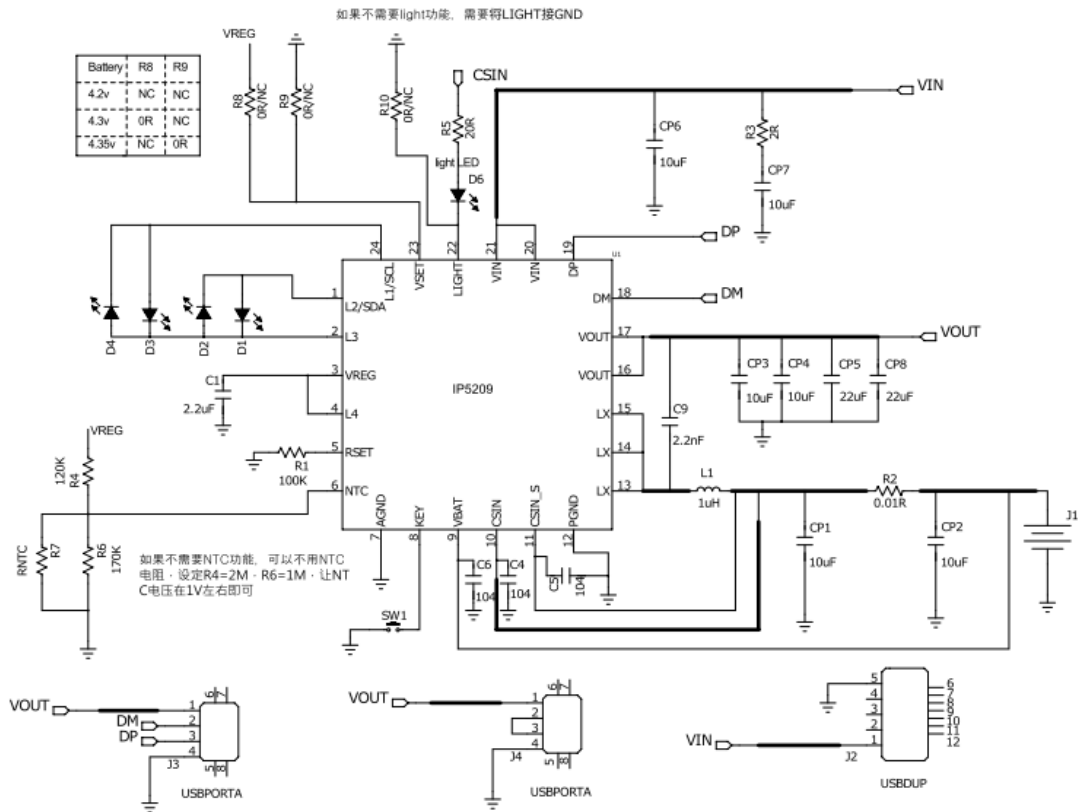 如果不需要light功能，需要将LIGHT接GND
VREG
CSIN
VIN
Battery R8 R9
4.2v NC NC
4.3v 0R NC
4.35v NC 0R
R8 0R/NC
R9 0R/NC
R10 0R/NC
R5 20R
light LED
D6
CP6
10uF
R3 2R
CP7
10uF
24 23 22 21 20 19
DP
L1/SCL VSET LIGHT VIN VIN DP
U1
1 L2/SDA
2 L3
3 VREG
4 L4
5 RSET
6 NTC
IP5209
DM 18
DM
VOUT 17
VOUT
VOUT 16
LX 15
LX 14
LX 13
AGND KEY VBAT CSIN CSIN_S PGND
7 8 9 10 11 12
D4 D3 D2 D1
C1
2.2uF
CP3
10uF
CP4
10uF
CP5
22uF
CP8
22uF
C9
2.2nF
VREG
120K
R4
R1
100K
L1
1uH
R2
0.01R
CP1
10uF
CP2
10uF
J1
RNTC
R7
R6
170K
如果不需要NTC功能，可以不用NTC
电阻，设定R4=2M，R6=1M，让NT
C电压在1V左右即可
C6
104
C4
104
C5
104
SW1
VOUT
DM
DP
1
2
3
4
6 7
5 8
J3
USBPORTA
VOUT
1
2
3
4
6 7
5 8
J4
USBPORTA
VIN
5
4
3
2
1
6
7
8
9
10
11
12
J2
USBDUP